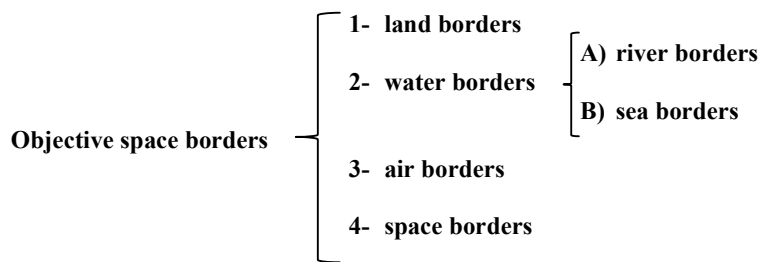 Objective space borders
1- land borders
2- water borders
A) river borders
B) sea borders
3- air borders
4- space borders